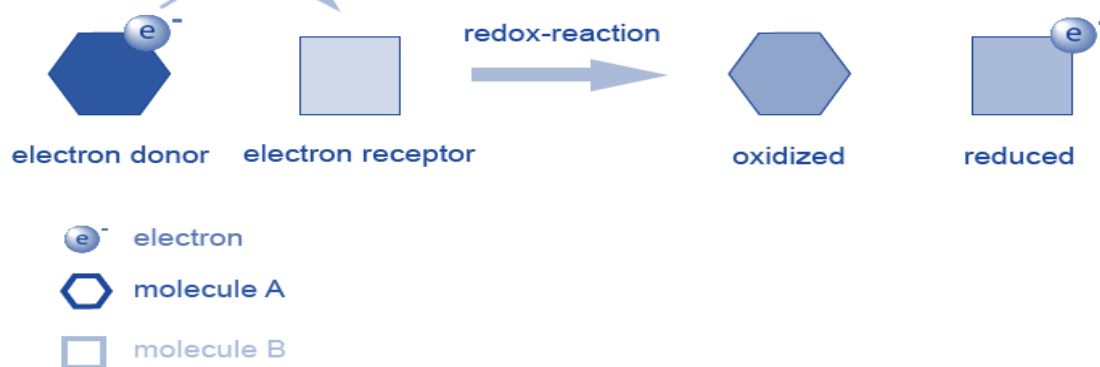 e-
redox-reaction
e-
electron donor
electron receptor
oxidized
reduced
e- electron
molecule A
molecule B